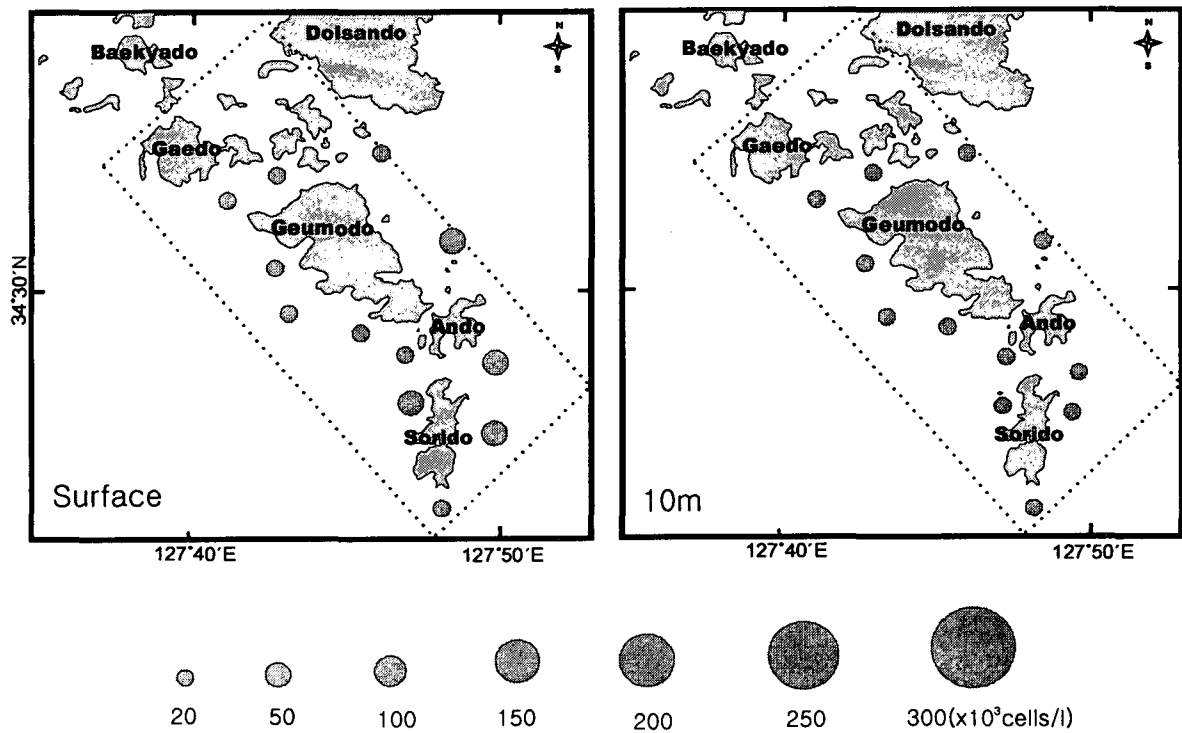 Dolsando
N
Baekyado
S
Gaedo
Geumodo
34°30'N
Ando
Sorido
Surface
127°40'E
127°50'E
Dolsando
N
Baekyado
S
Gaedo
Geumodo
Ando
Sorido
10m
127°40'E
127°50'E
20
50
100
150
200
250
300(x10³cells/l)